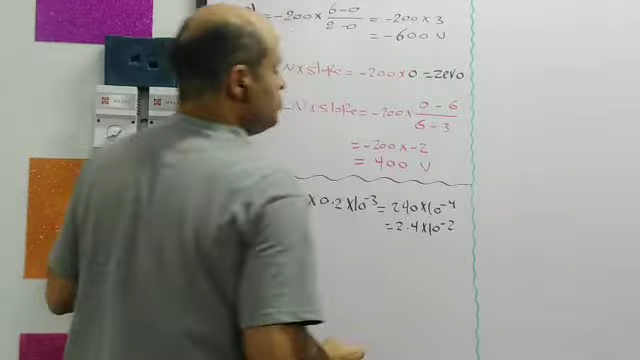 = -200 × 6-0/2-0 = -200 × 3
= -600 V
N × slope = -200 × 0 = zero
-N × slope = -200 × 0-6/6-3
= -200 × -2
= 400 V
× 0.2 × 10⁻³ = 240 × 10⁻⁴
= 2.4 × 10⁻²